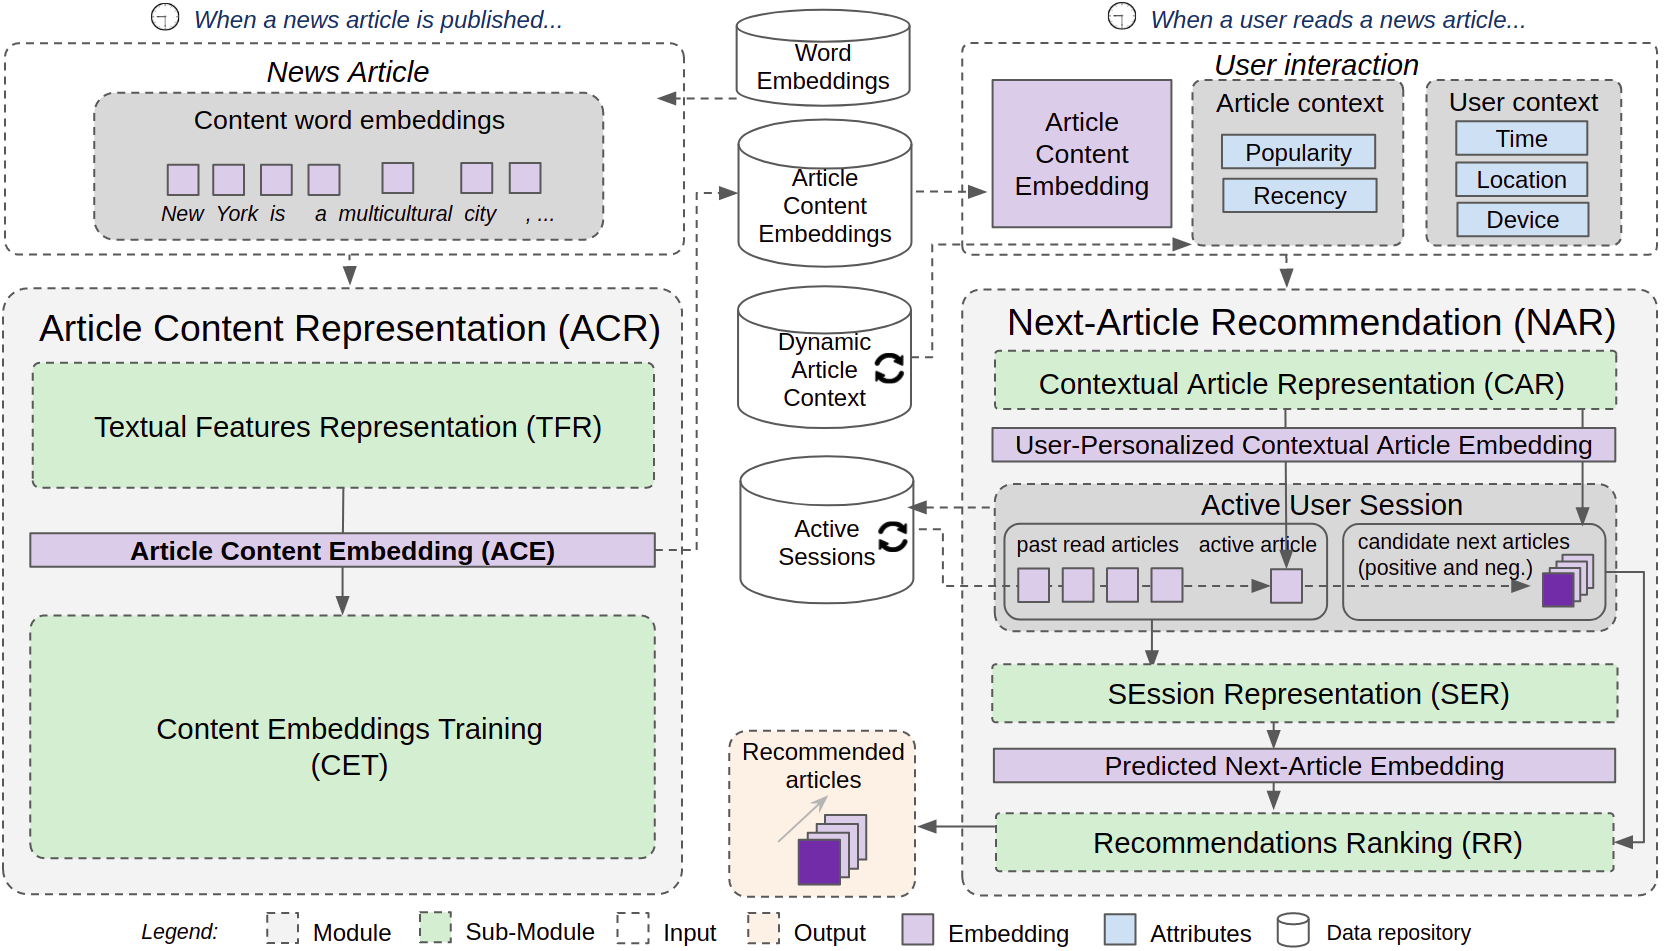 When a news article is published...
News Article
Content word embeddings
New York is a multicultural city , ...
Article Content Representation (ACR)
Textual Features Representation (TFR)
Article Content Embedding (ACE)
Content Embeddings Training
(CET)
Word
Embeddings
Article
Content
Embeddings
Dynamic
Article
Context
Active
Sessions
Recommended
articles
When a user reads a news article...
User interaction
Article
Content
Embedding
Article context
Popularity
Recency
User context
Time
Location
Device
Next-Article Recommendation (NAR)
Contextual Article Representation (CAR)
User-Personalized Contextual Article Embedding
Active User Session
past read articles active article
candidate next articles
(positive and neg.)
SEssion Representation (SER)
Predicted Next-Article Embedding
Recommendations Ranking (RR)
Legend: Module Sub-Module Input Output Embedding Attributes Data repository